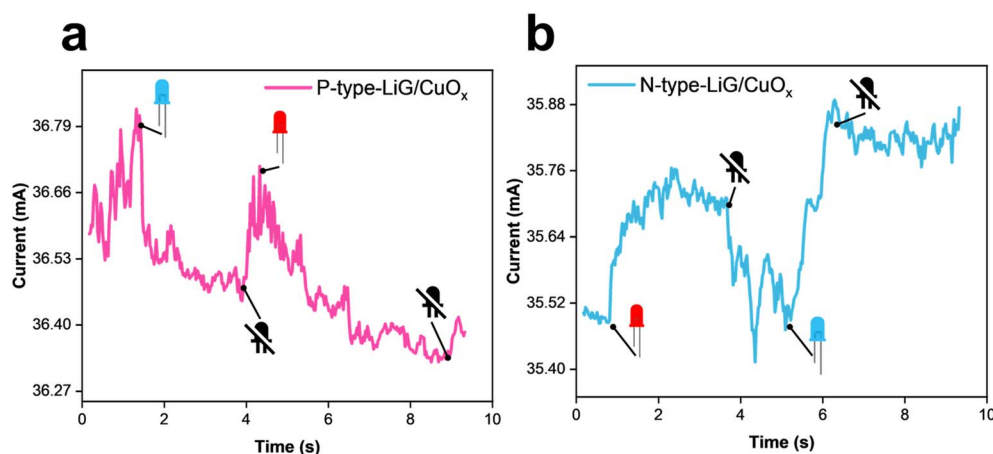 a
P-type-LiG/CuOx
Current (mA)
36.79
36.66
36.53
36.40
36.27
0
2
4
6
8
10
Time (s)
b
N-type-LiG/CuOx
Current (mA)
35.88
35.76
35.64
35.52
35.40
0
2
4
6
8
10
Time (s)